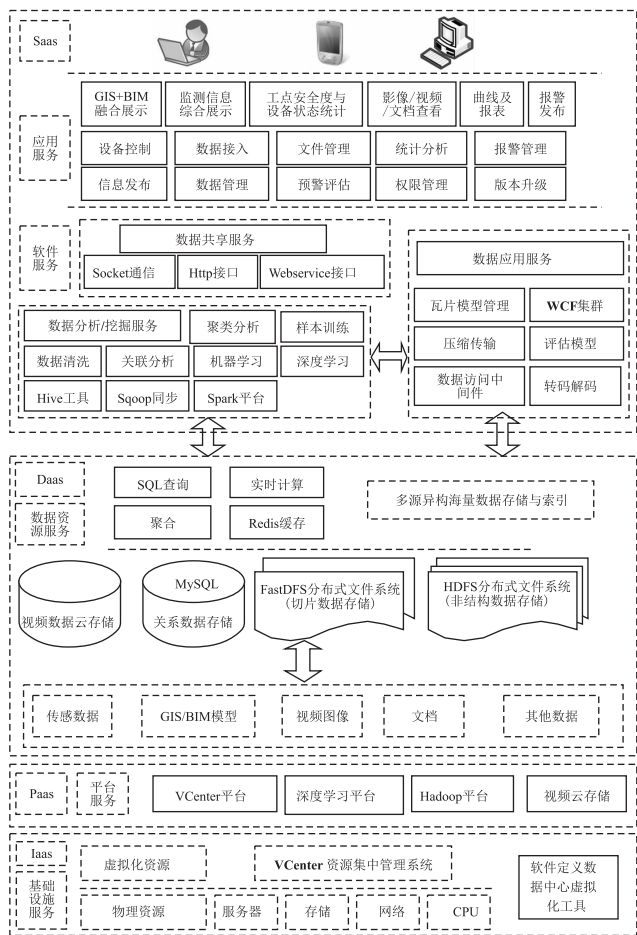 Saas
GIS+BIM
融合展示
监测信息
综合展示
工点安全度与
设备状态统计
影像/视频
/文档查看
曲线及
报表
报警
发布
应用
服务
设备控制
数据接入
文件管理
统计分析
报警管理
信息发布
数据管理
预警评估
权限管理
版本升级
软件
服务
数据共享服务
Socket通信
Http接口
Webservice接口
数据应用服务
瓦片模型管理
WCF集群
压缩传输
评估模型
数据访问中
间件
转码解码
数据分析/挖掘服务
聚类分析
样本训练
数据清洗
关联分析
机器学习
深度学习
Hive工具
Sqoop同步
Spark平台
Daas
数据资
源服务
SQL查询
实时计算
聚合
Redis缓存
多源异构海量数据存储与索引
视频数据云存储
MySQL
关系数据存储
FastDFS分布式文件系统
（切片数据存储）
HDFS分布式文件系统
（非结构数据存储）
传感数据
GIS/BIM模型
视频图像
文档
其他数据
Paas
平台
服务
VCenter平台
深度学习平台
Hadoop平台
视频云存储
Iaas
基础
设施
服务
虚拟化资源
VCenter 资源集中管理系统
物理资源
服务器
存储
网络
CPU
软件定义数
据中心虚拟
化工具